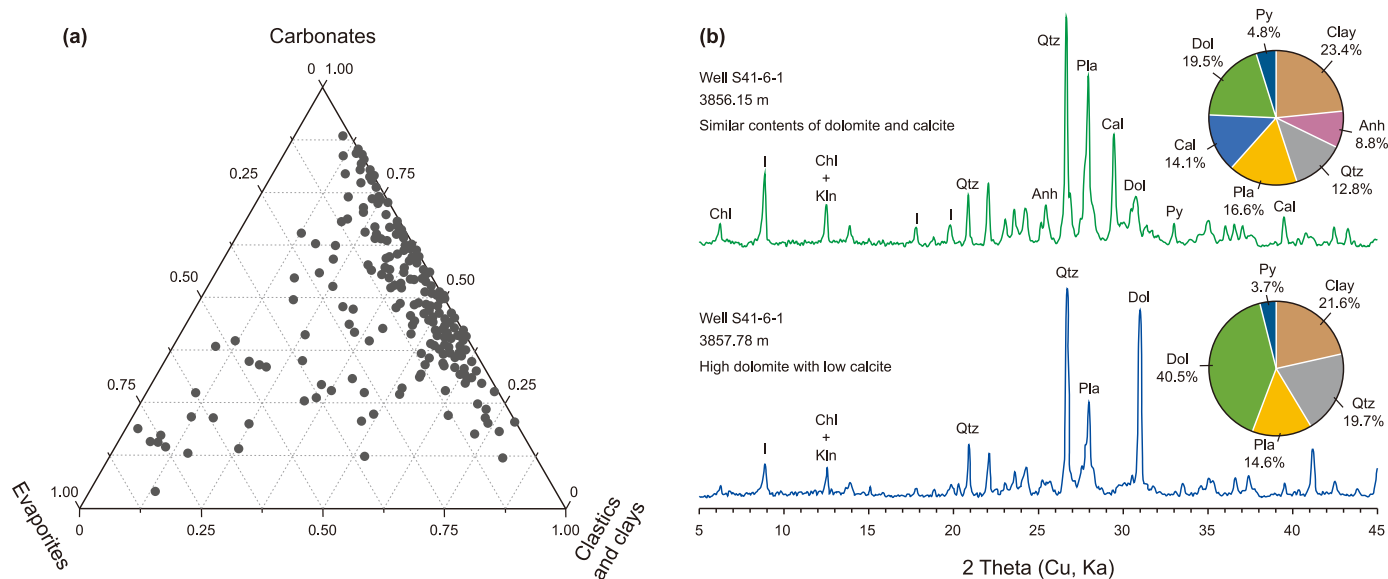 (a)
Carbonates
0 1.00
0.25
0.75
0.50
0.50
0.75
0.25
1.00
0
0
0.25
0.50
0.75
1.00
Evaporites
Clastics
and clays
(b)
Well S41-6-1
3856.15 m
Similar contents of dolomite and calcite
Chl
I
Chl
+
Kln
I
I
Qtz
Anh
Qtz
Pla
Cal
Dol
Py
Cal
Py
4.8%
Clay
23.4%
Dol
19.5%
Anh
8.8%
Cal
14.1%
Qtz
12.8%
Pla
16.6%
Well S41-6-1
3857.78 m
High dolomite with low calcite
I
Chl
+
Kln
Qtz
Qtz
Pla
Dol
Py
3.7%
Clay
21.6%
Dol
40.5%
Qtz
19.7%
Pla
14.6%
5
10
15
20
25
30
35
40
45
2 Theta (Cu, Ka)